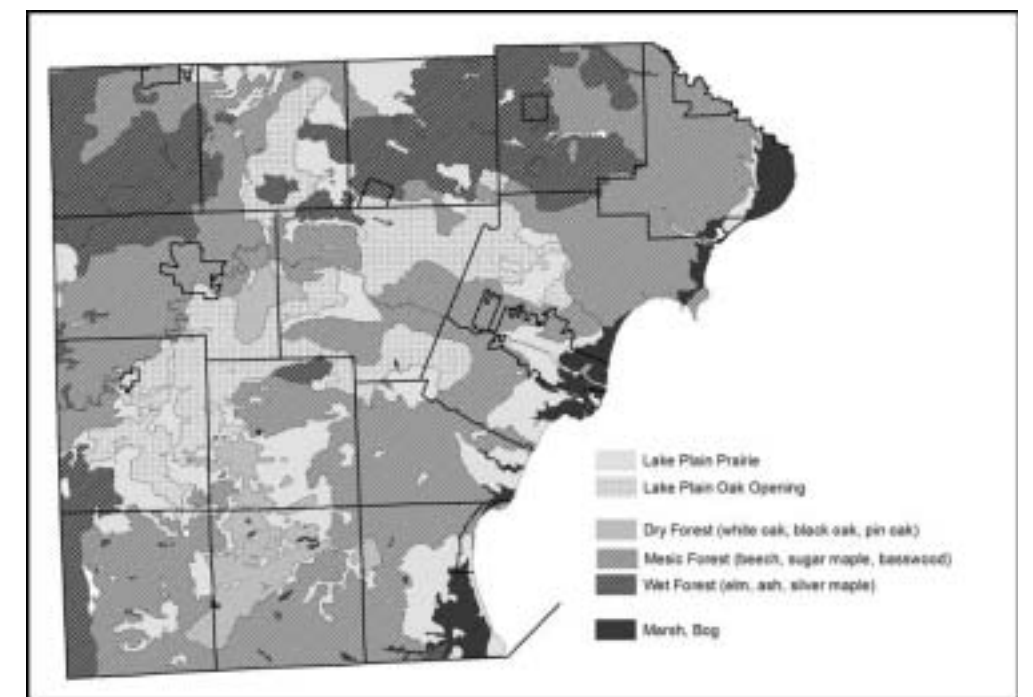 Lake Plain Prairie
Lake Plain Oak Opening
Dry Forest (white oak, black oak, pin oak)
Mesic Forest (beech, sugar maple, basswood)
Wet Forest (elm, ash, silver maple)
Marsh, Bog